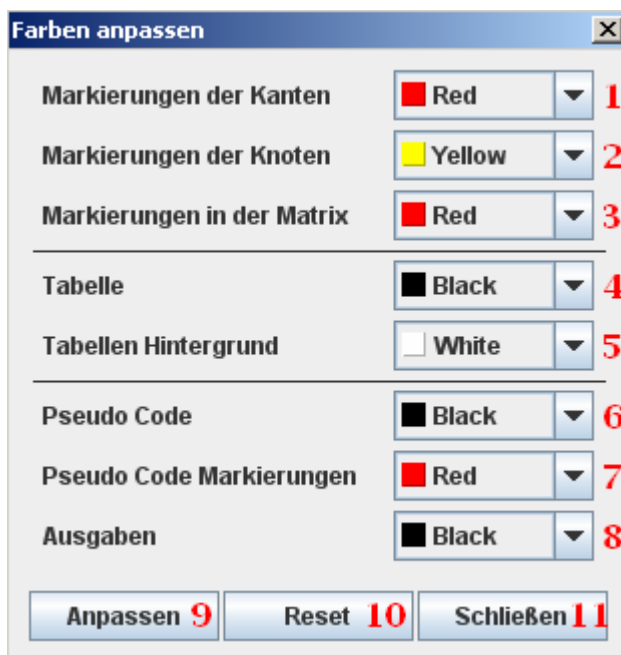 Farben anpassen
Markierungen der Kanten Red 1
Markierungen der Knoten Yellow 2
Markierungen in der Matrix Red 3
Tabelle Black 4
Tabellen Hintergrund White 5
Pseudo Code Black 6
Pseudo Code Markierungen Red 7
Ausgaben Black 8
Anpassen 9 Reset 10 Schließen 11